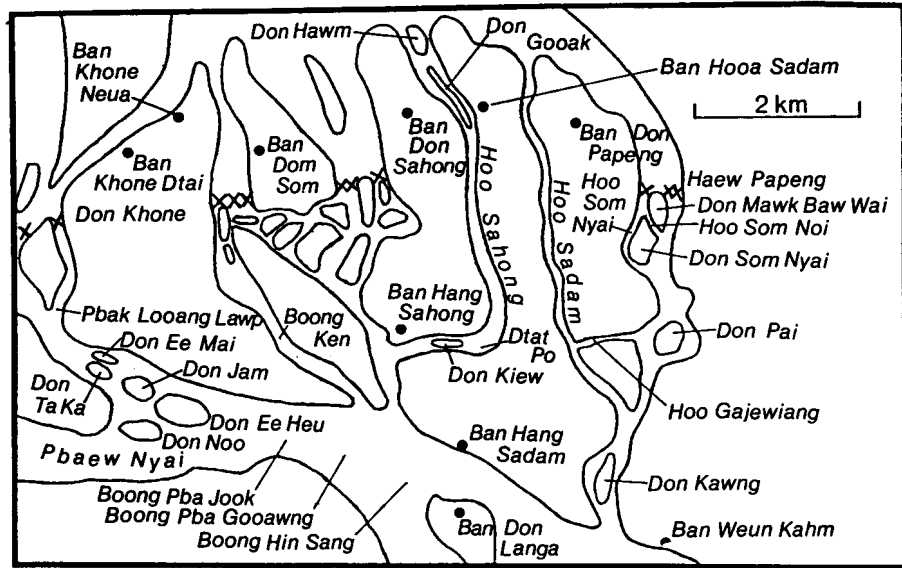 Ban
Khone
Neua
Don Hawm
Don
Gooak
Ban Hooa Sadam
2 km
Ban
Khone Dtai
Ban
Dom
Som
Ban
Don
Sahong
Hoo Sahong
Hoo Sadam
Ban
Don
Papeng
Hoo
Som
Nyai
Haew Papeng
Don Mawk Baw Wai
Hoo Som Noi
Don Som Nyai
Don Khone
Pbak Looang Lawp
Don Ee Mai
Don Jam
Don
Ta Ka
Don Ee Heu
Don Noo
Pbaew Nyai
Boong
Ken
Ban Hang
Sahong
Don Kiew
Dtat
Po
Don Pai
Hoo Gajewiang
Ban Hang
Sadam
Don Kawng
Boong Pba Jook
Boong Pba Gooawng
Boong Hin Sang
Ban Don
Langa
Ban Weun Kahm